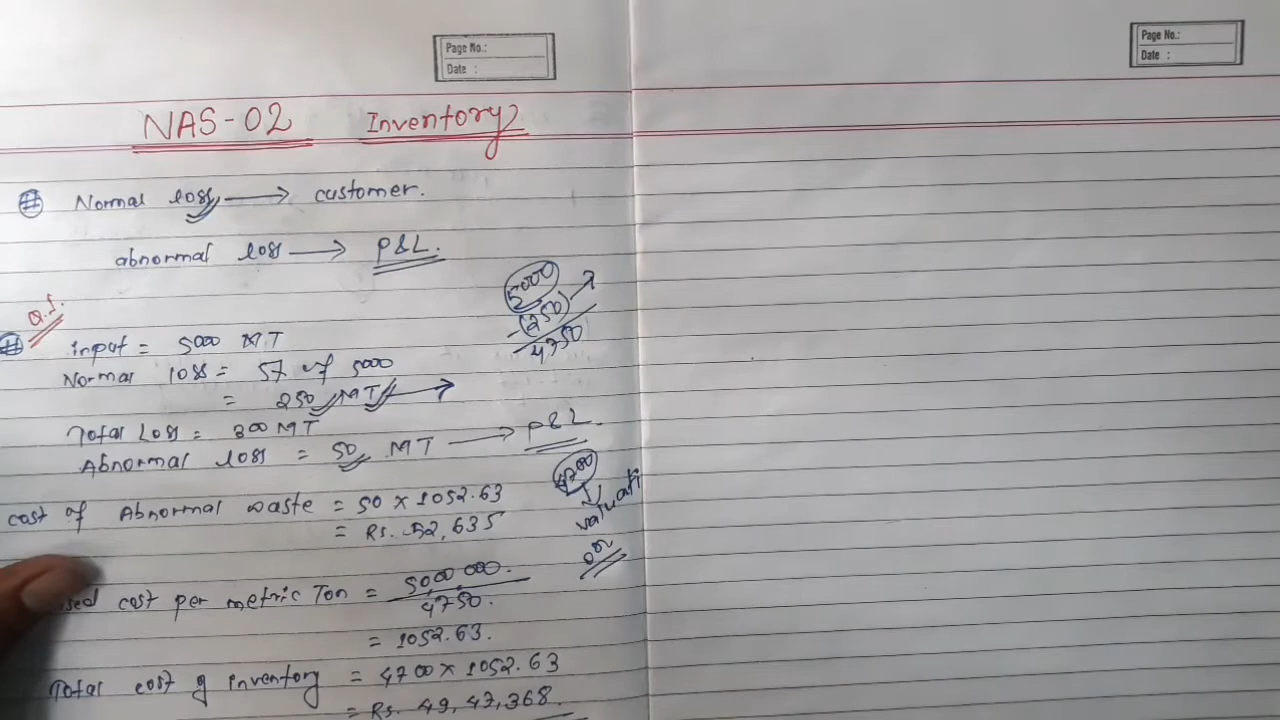 Page No.:
Date :
Page No.:
Date :
NAS-02 Inventory
# Normal loss → customer.
abnormal loss → P&L.
Q.1.
# input = 5000 MT
Normal loss = 5% of 5000
= 250 MT →
Total Loss = 300 MT
Abnormal loss = 50 MT → P&L.
5000
(250)
4750
4700
Cost of Abnormal waste = 50 × 1052.63
= Rs. 52,635
cost per metric Ton = 5,000,000.
4750.
= 1052.63.
Total cost of inventory = 4700 × 1052.63
= Rs. 49,47,368.